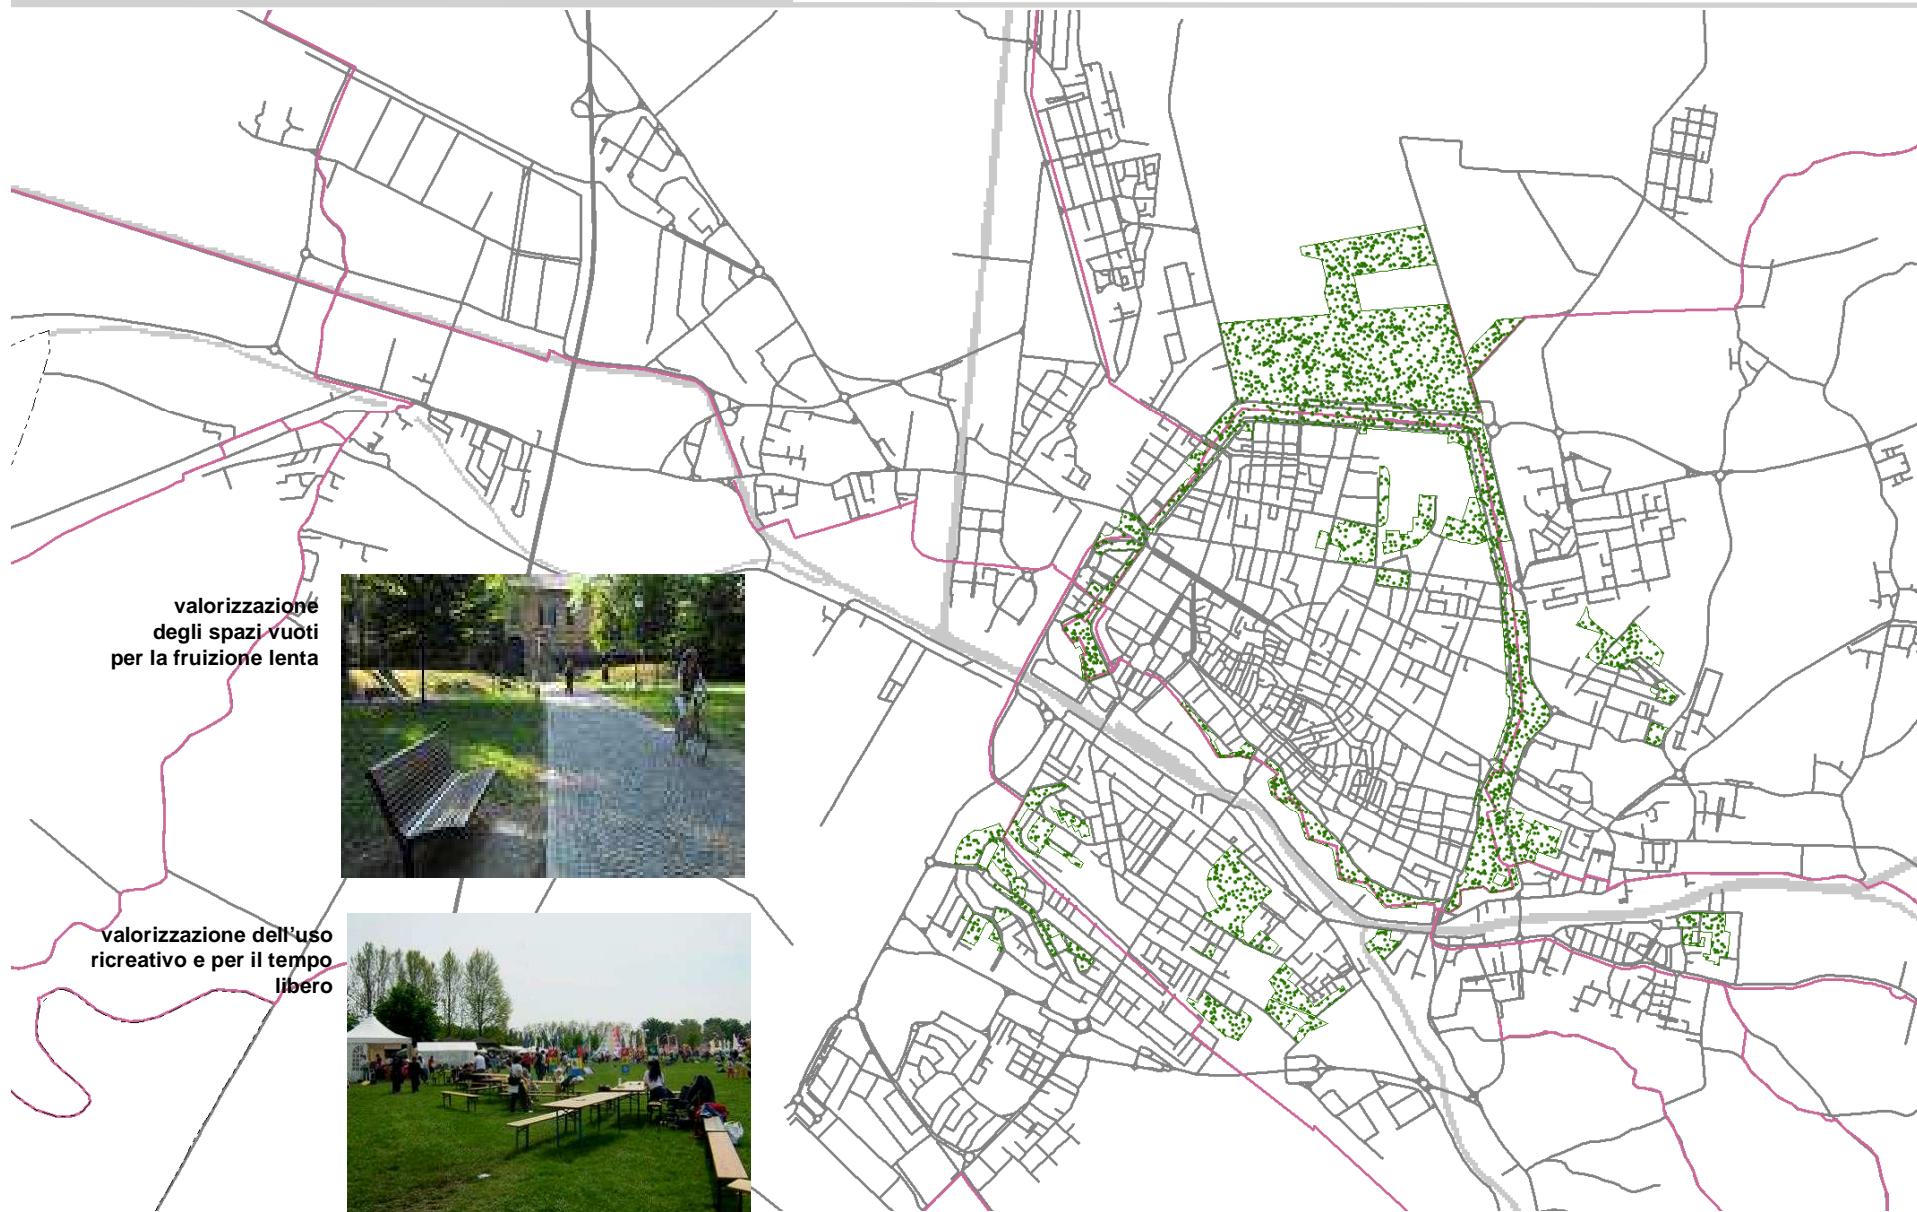 valorizzazione
degli spazi vuoti
per la fruizione lenta
valorizzazione dell'uso
ricreativo e per il tempo
libero